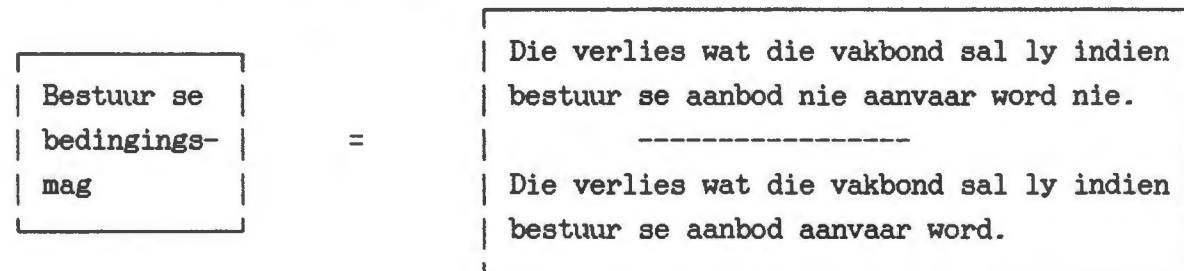 Bestuur se
bedingings-
mag
=
Die verlies wat die vakbond sal ly indien
bestuur se aanbod nie aanvaar word nie.
-----------------
Die verlies wat die vakbond sal ly indien
bestuur se aanbod aanvaar word.